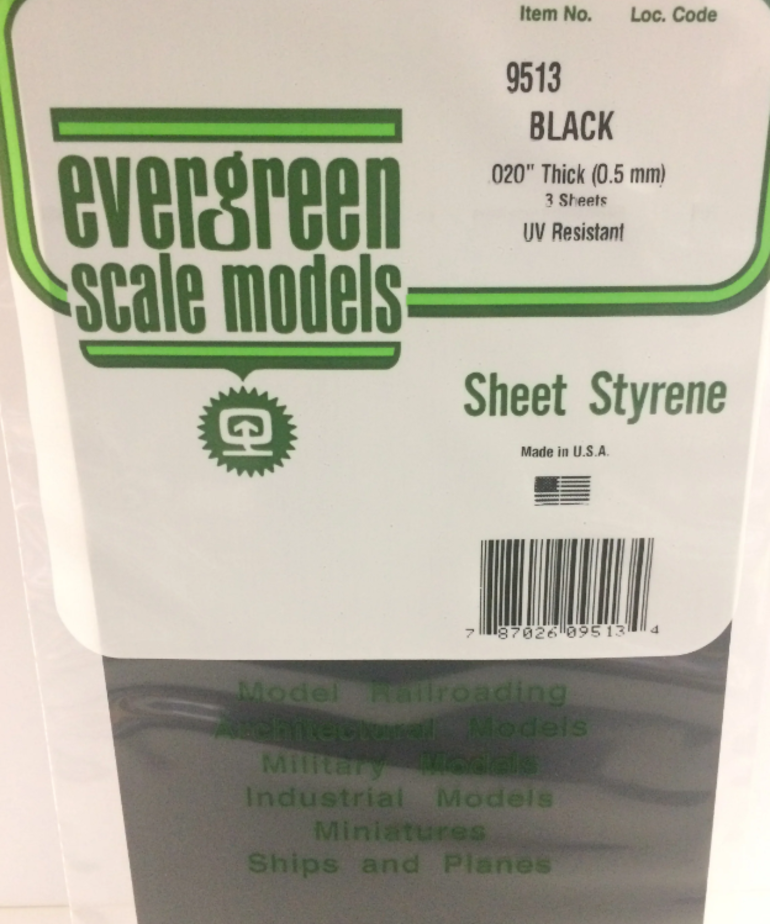 Item No. Loc. Code
9513
BLACK
.020" Thick (0.5 mm)
3 Sheets
UV Resistant
evergreen
scale models
Sheet Styrene
Made in U.S.A.
7 87026 09513 4
Model Railroading
Architectural Models
Military Models
Industrial Models
Miniatures
Ships and Planes